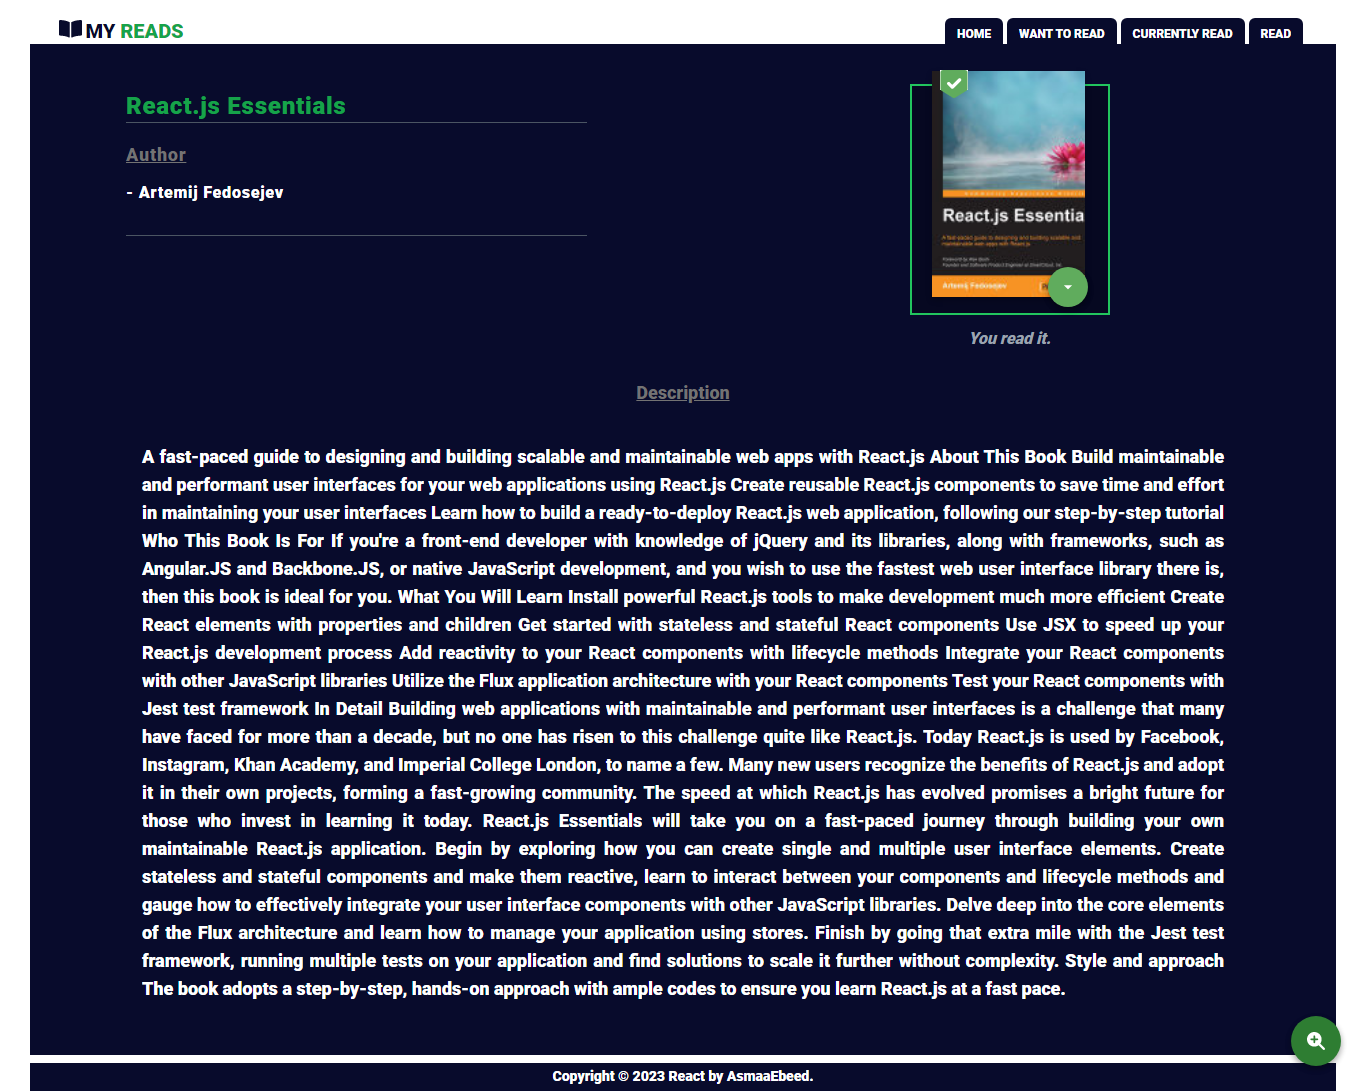 MY READS
HOME
WANT TO READ
CURRENTLY READ
READ
React.js Essentials
Author
- Artemij Fedosejev
React.js Essentia
A fast-paced guide to designing and building scalable and
maintainable web apps with React.js
Artemij Fedosejev
You read it.
Description
A fast-paced guide to designing and building scalable and maintainable web apps with React.js About This Book Build maintainable
and performant user interfaces for your web applications using React.js Create reusable React.js components to save time and effort
in maintaining your user interfaces Learn how to build a ready-to-deploy React.js web application, following our step-by-step tutorial
Who This Book Is For If you're a front-end developer with knowledge of jQuery and its libraries, along with frameworks, such as
Angular.JS and Backbone.JS, or native JavaScript development, and you wish to use the fastest web user interface library there is,
then this book is ideal for you. What You Will Learn Install powerful React.js tools to make development much more efficient Create
React elements with properties and children Get started with stateless and stateful React components Use JSX to speed up your
React.js development process Add reactivity to your React components with lifecycle methods Integrate your React components
with other JavaScript libraries Utilize the Flux application architecture with your React components Test your React components with
Jest test framework In Detail Building web applications with maintainable and performant user interfaces is a challenge that many
have faced for more than a decade, but no one has risen to this challenge quite like React.js. Today React.js is used by Facebook,
Instagram, Khan Academy, and Imperial College London, to name a few. Many new users recognize the benefits of React.js and adopt
it in their own projects, forming a fast-growing community. The speed at which React.js has evolved promises a bright future for
those who invest in learning it today. React.js Essentials will take you on a fast-paced journey through building your own
maintainable React.js application. Begin by exploring how you can create single and multiple user interface elements. Create
stateless and stateful components and make them reactive, learn to interact between your components and lifecycle methods and
gauge how to effectively integrate your user interface components with other JavaScript libraries. Delve deep into the core elements
of the Flux architecture and learn how to manage your application using stores. Finish by going that extra mile with the Jest test
framework, running multiple tests on your application and find solutions to scale it further without complexity. Style and approach
The book adopts a step-by-step, hands-on approach with ample codes to ensure you learn React.js at a fast pace.
Copyright © 2023 React by AsmaaEbeed.